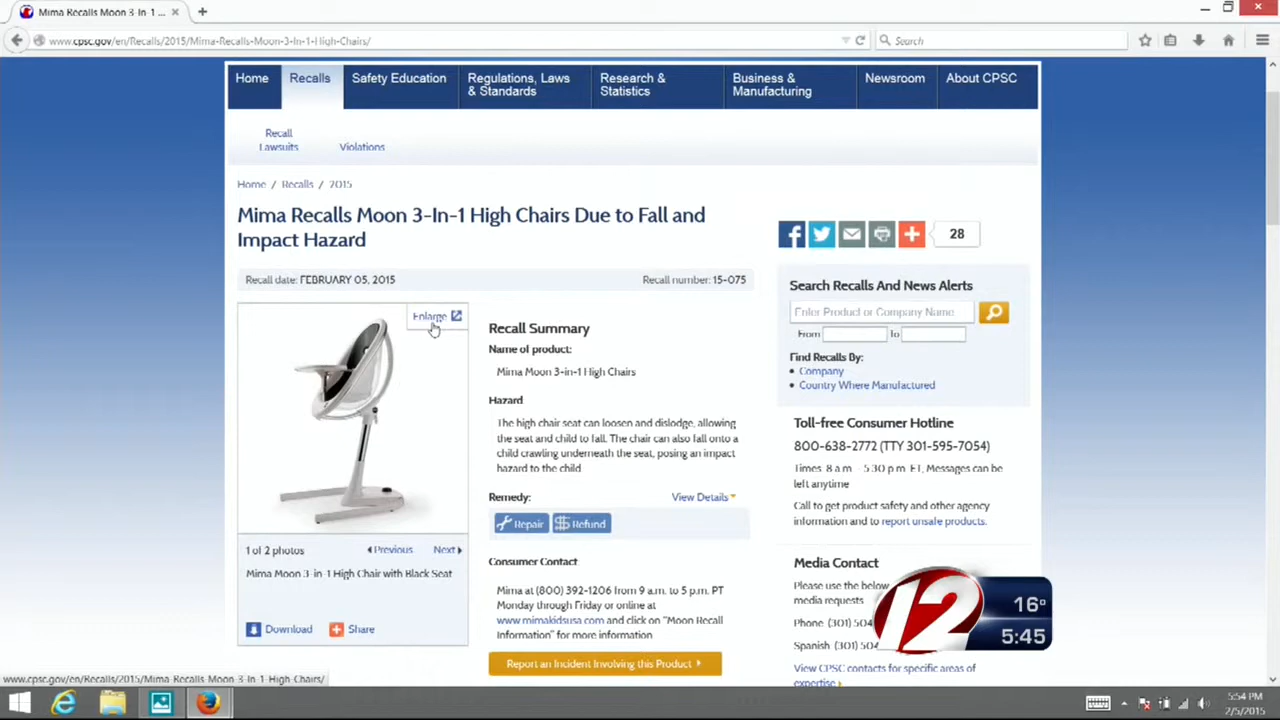 Mima Recalls Moon 3-In-1 ...
www.cpsc.gov/en/Recalls/2015/Mima-Recalls-Moon-3-In-1-High-Chairs/
Search
Home
Recalls
Safety Education
Regulations, Laws
& Standards
Research &
Statistics
Business &
Manufacturing
Newsroom
About CPSC
Recall
Lawsuits
Violations
Home / Recalls / 2015
Mima Recalls Moon 3-In-1 High Chairs Due to Fall and
Impact Hazard
28
Recall date: FEBRUARY 05, 2015
Recall number: 15-075
Enlarge
1 of 2 photos
Previous
Next
Mima Moon 3-in-1 High Chair with Black Seat
Download
Share
Recall Summary
Name of product:
Mima Moon 3-in-1 High Chairs
Hazard
The high chair seat can loosen and dislodge, allowing
the seat and child to fall. The chair can also fall onto a
child crawling underneath the seat, posing an impact
hazard to the child.
Remedy:
View Details
Repair
Refund
Consumer Contact
Mima at (800) 392-1206 from 9 a.m. to 5 p.m. PT
Monday through Friday or online at
www.mimakidsusa.com and click on "Moon Recall
Information" for more information
Report an Incident Involving this Product
Search Recalls And News Alerts
Enter Product or Company Name
From
To
Find Recalls By:
Company
Country Where Manufactured
Toll-free Consumer Hotline
800-638-2772 (TTY 301-595-7054)
Times: 8 a.m. - 5:30 p.m. ET, Messages can be
left anytime
Call to get product safety and other agency
information and to report unsafe products.
Media Contact
Please use the below
media requests
Phone (301) 504
Spanish (301) 504
View CPSC contacts for specific areas of
expertise
12
16°
5:45
www.cpsc.gov/en/Recalls/2015/Mima-Recalls-Moon-3-In-1-High-Chairs/
5:54 PM
2/5/2015